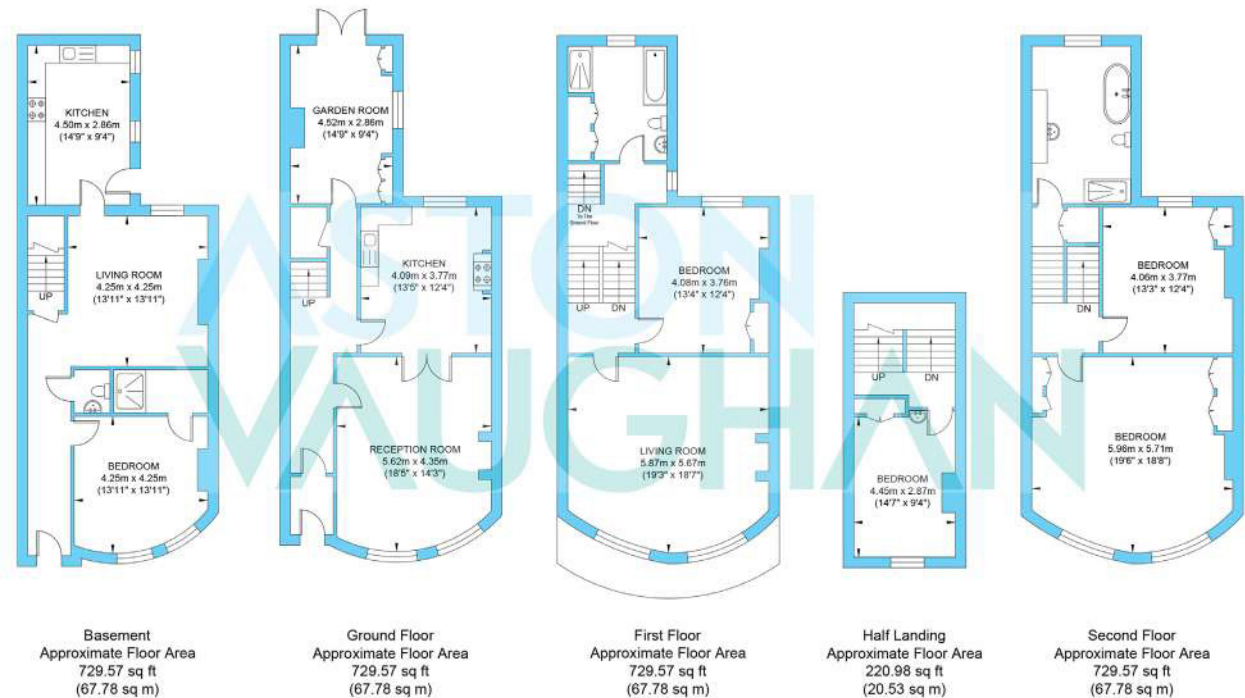 KITCHEN
4.50m x 2.86m
(14'9" x 9'4")
LIVING ROOM
4.25m x 4.25m
(13'11" x 13'11")
UP
BEDROOM
4.25m x 4.25m
(13'11" x 13'11")
Basement
Approximate Floor Area
729.57 sq ft
(67.78 sq m)
GARDEN ROOM
4.52m x 2.86m
(14'9" x 9'4")
KITCHEN
4.09m x 3.77m
(13'5" x 12'4")
UP
RECEPTION ROOM
5.62m x 4.35m
(18'5" x 14'3")
Ground Floor
Approximate Floor Area
729.57 sq ft
(67.78 sq m)
DN
To The
Ground Floor
BEDROOM
4.08m x 3.76m
(13'4" x 12'4")
UP
DN
LIVING ROOM
5.87m x 5.67m
(19'3" x 18'7")
First Floor
Approximate Floor Area
729.57 sq ft
(67.78 sq m)
UP
DN
BEDROOM
4.45m x 2.87m
(14'7" x 9'4")
Half Landing
Approximate Floor Area
220.98 sq ft
(20.53 sq m)
BEDROOM
4.06m x 3.77m
(13'3" x 12'4")
DN
BEDROOM
5.96m x 5.71m
(19'6" x 18'8")
Second Floor
Approximate Floor Area
729.57 sq ft
(67.78 sq m)
ASTON
VAUGHAN